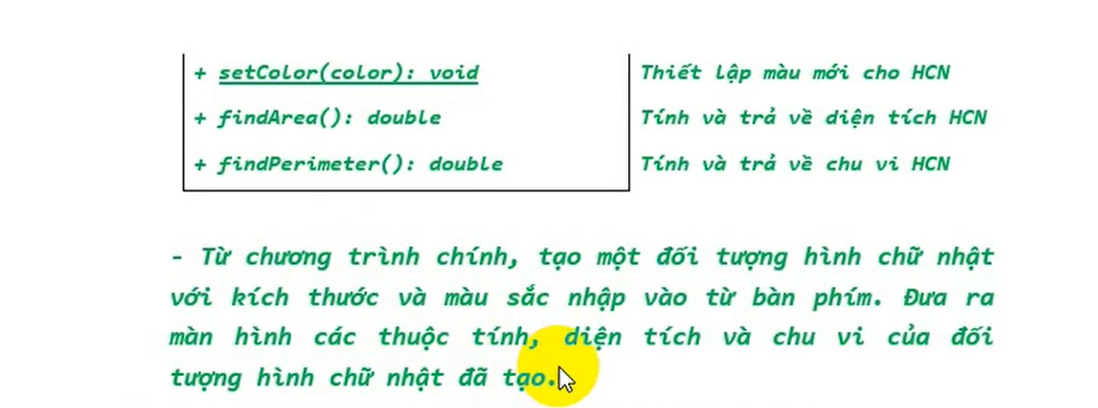 + setColor(color): void Thiết lập màu mới cho HCN
+ findArea(): double Tính và trả về diện tích HCN
+ findPerimeter(): double Tính và trả về chu vi HCN
- Từ chương trình chính, tạo một đối tượng hình chữ nhật
với kích thước và màu sắc nhập vào từ bàn phím. Đưa ra
màn hình các thuộc tính, diện tích và chu vi của đối
tượng hình chữ nhật đã tạo.